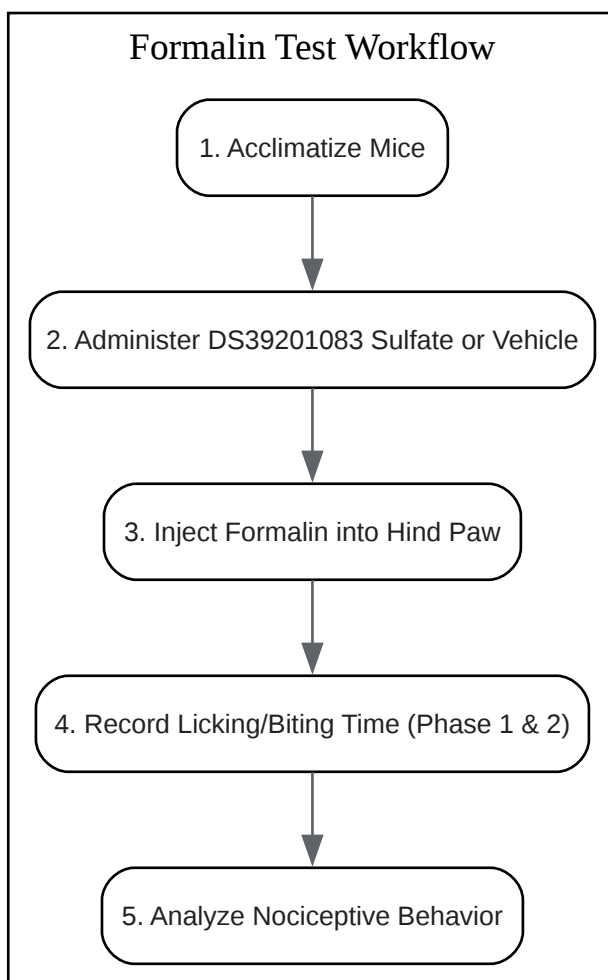 Formalin Test Workflow
1. Acclimatize Mice
2. Administer DS39201083 Sulfate or Vehicle
3. Inject Formalin into Hind Paw
4. Record Licking/Biting Time (Phase 1 & 2)
5. Analyze Nociceptive Behavior